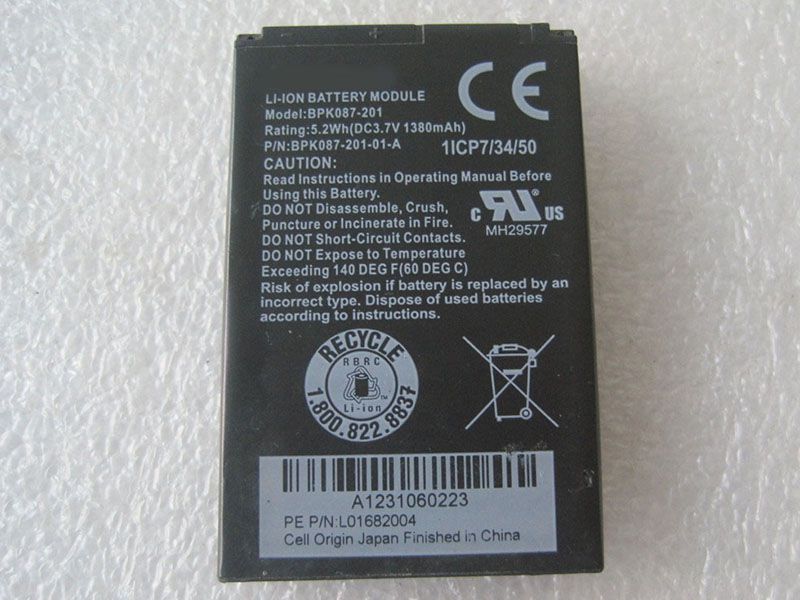 LI-ION BATTERY MODULE
Model:BPK087-201
Rating:5.2Wh(DC3.7V 1380mAh)
P/N:BPK087-201-01-A
CE
1ICP7/34/50
CAUTION:
Read Instructions in Operating Manual Before
Using this Battery.
DO NOT Disassemble, Crush,
Puncture or Incinerate in Fire.
DO NOT Short-Circuit Contacts.
DO NOT Expose to Temperature
Exceeding 140 DEG F(60 DEG C)
c RU ® US
MH29577
Risk of explosion if battery is replaced by an
incorrect type. Dispose of used batteries
according to instructions.
RECYCLE
RBRC
Li-ion
TM
1.800.822.8837
A1231060223
PE P/N:L01682004
Cell Origin Japan Finished in China